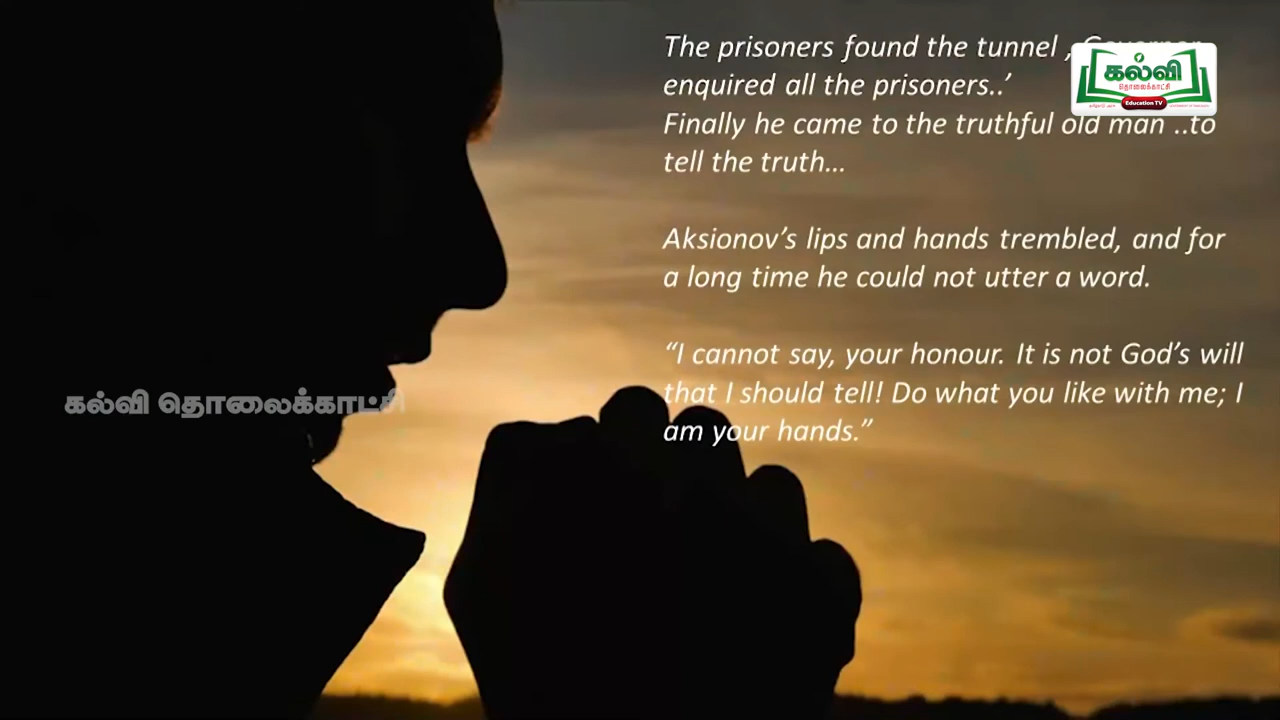 The prisoners found the tunnel ,
enquired all the prisoners..’
Finally he came to the truthful old man ..to
tell the truth...
Aksionov’s lips and hands trembled, and for
a long time he could not utter a word.
“I cannot say, your honour. It is not God’s will
that I should tell! Do what you like with me; I
am your hands.”
கல்வி
தொலைக்காட்சி
Education TV
கல்வி தொலைக்காட்சி